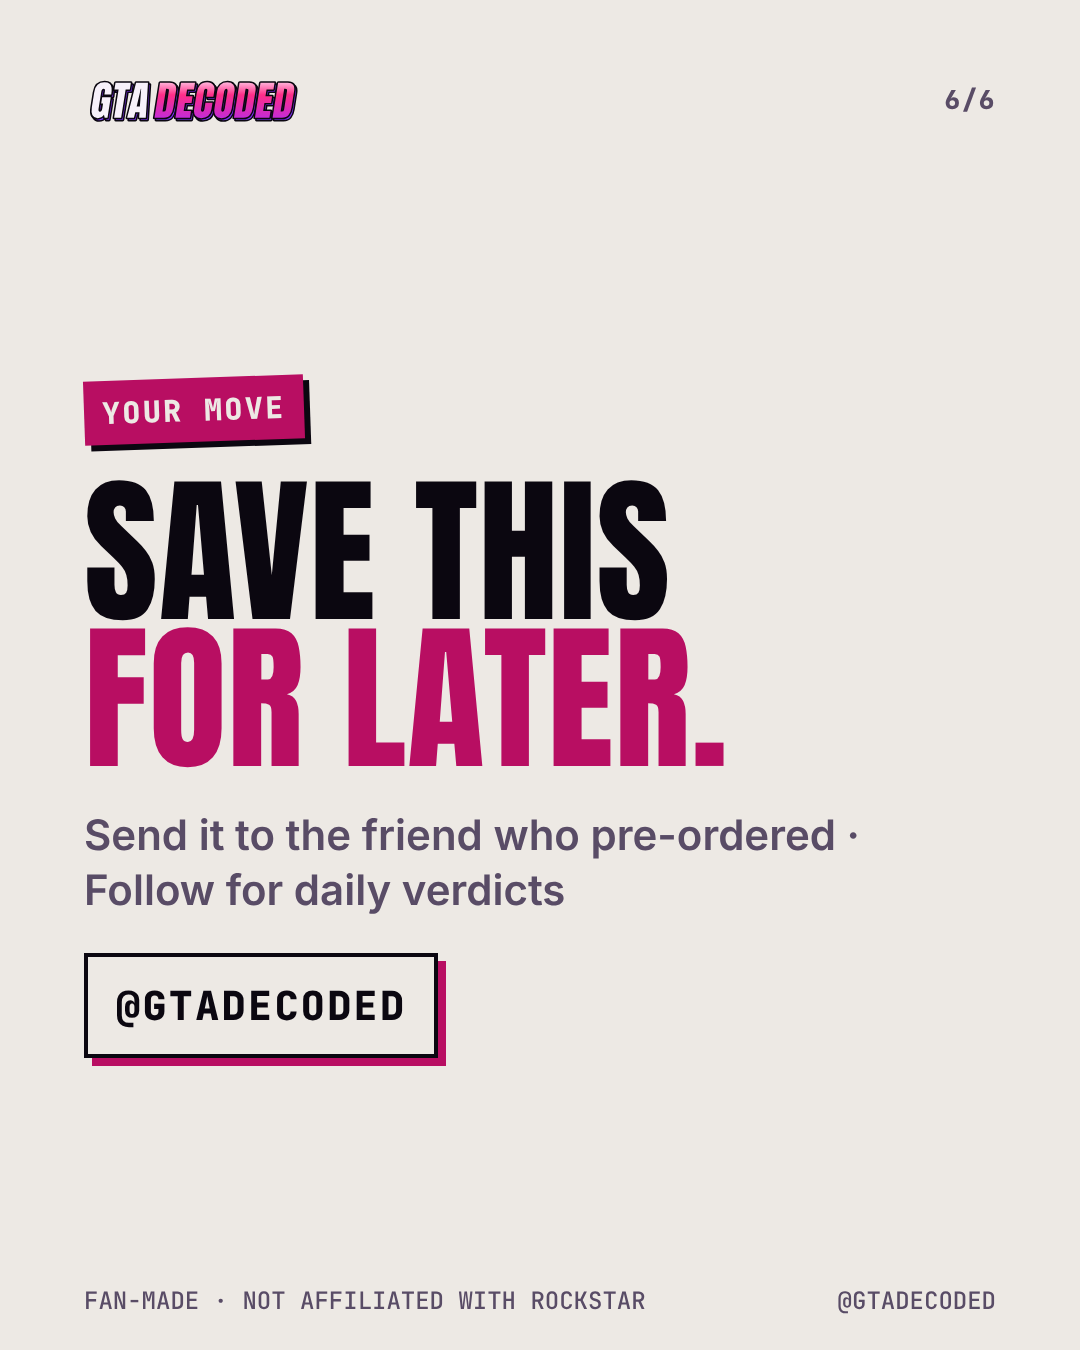 GTA DECODED
6/6
YOUR MOVE
SAVE THIS
FOR LATER.
Send it to the friend who pre-ordered ·
Follow for daily verdicts
@GTADECODED
FAN-MADE · NOT AFFILIATED WITH ROCKSTAR
@GTADECODED